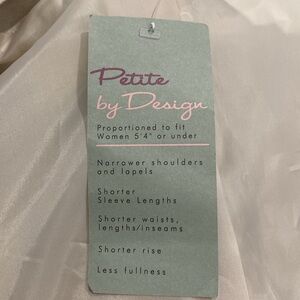 Petite
by Design
Proportioned to fit
Women 5'4" or under
Narrower shoulders
and lapels
Shorter
Sleeve Lengths
Shorter waists,
lengths/inseams
Shorter rise
Less fullness